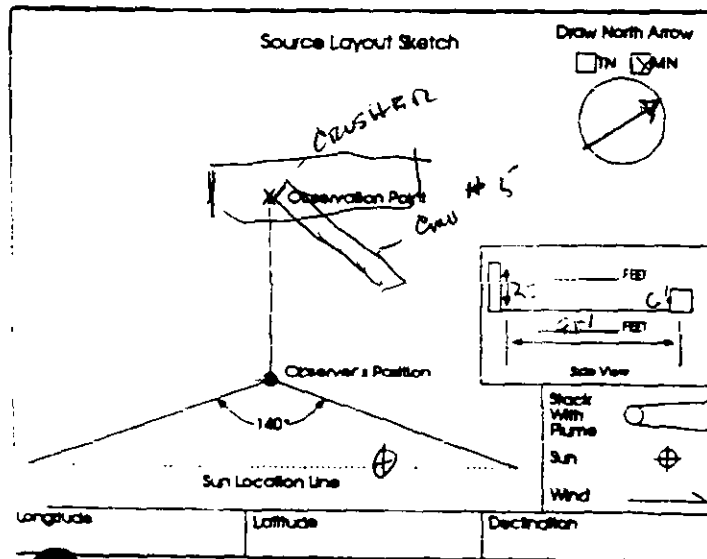 Source Layout Sketch
Draw North Arrow
TN MN
CRUSHER
Observation Point
# 5
FEET
6'
FEET
Side View
Observer's Position
140°
Sun Location Line
Stack
With
Plume
Sun
Wind
Longitude
Latitude
Declination